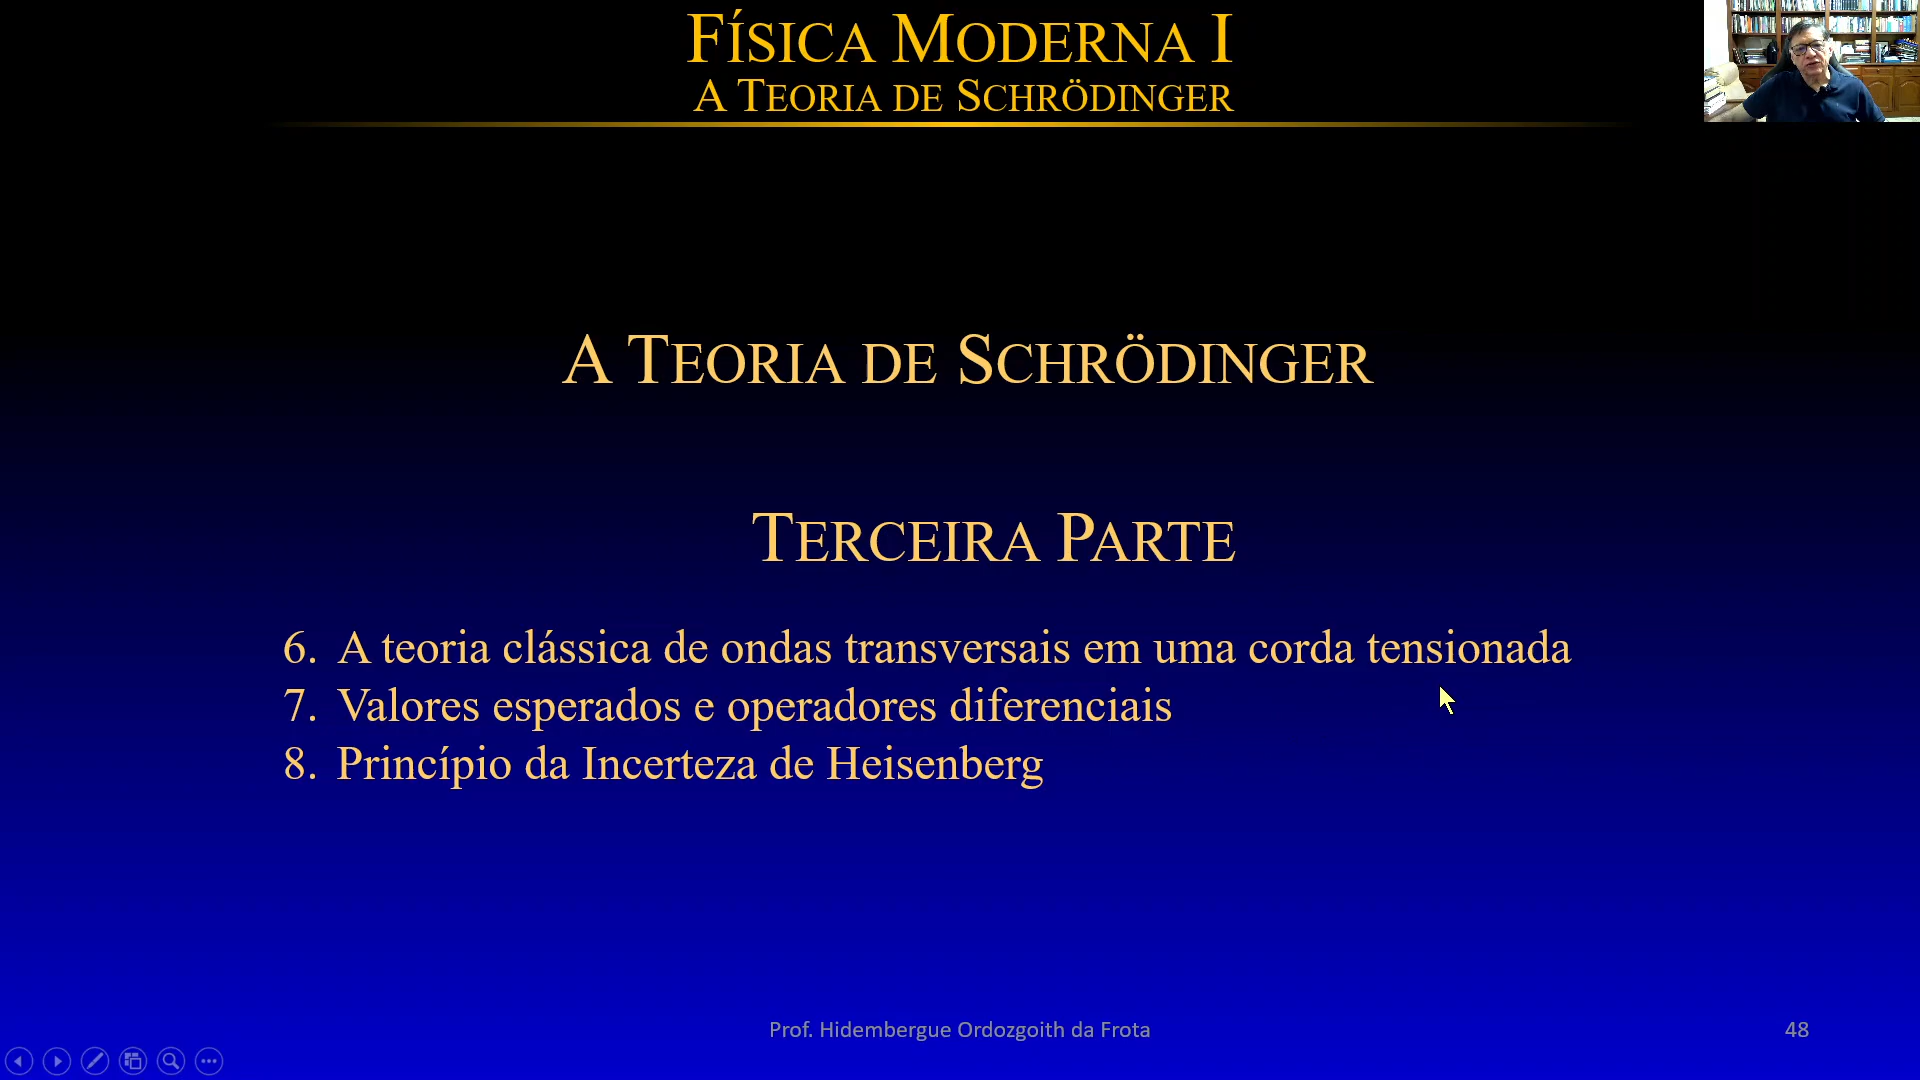 FÍSICA MODERNA I
A TEORIA DE SCHRÖDINGER
A TEORIA DE SCHRÖDINGER
TERCEIRA PARTE
6. A teoria clássica de ondas transversais em uma corda tensionada
7. Valores esperados e operadores diferenciais
8. Princípio da Incerteza de Heisenberg
Prof. Hidembergue Ordozgoith da Frota
48